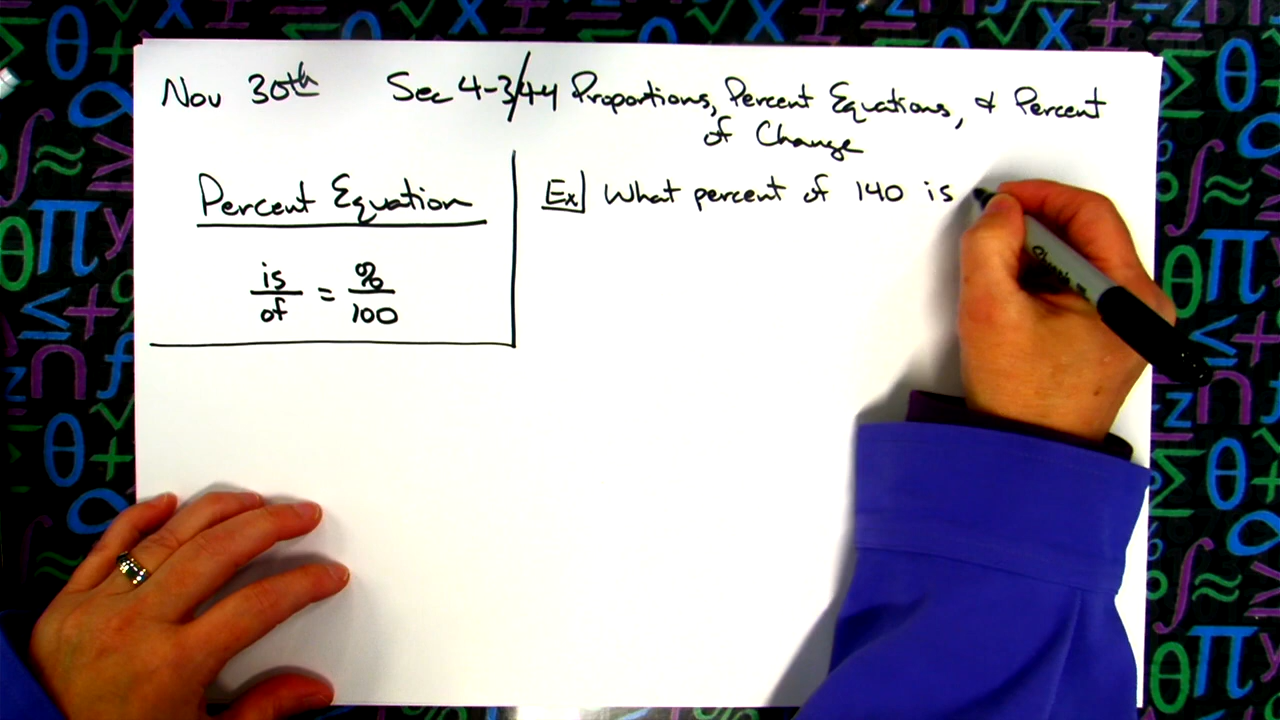 Nov 30th Sec 4-3/4-4 Proportions, Percent Equations, & Percent
of Change
Percent Equation
is/of = %/100
Ex What percent of 140 is